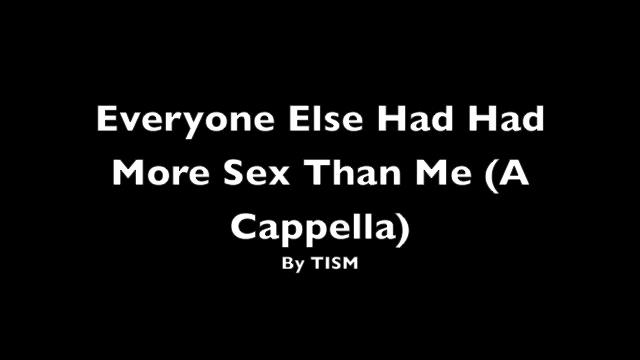 Everyone Else Had Had
More Sex Than Me (A
Cappella)
By TISM